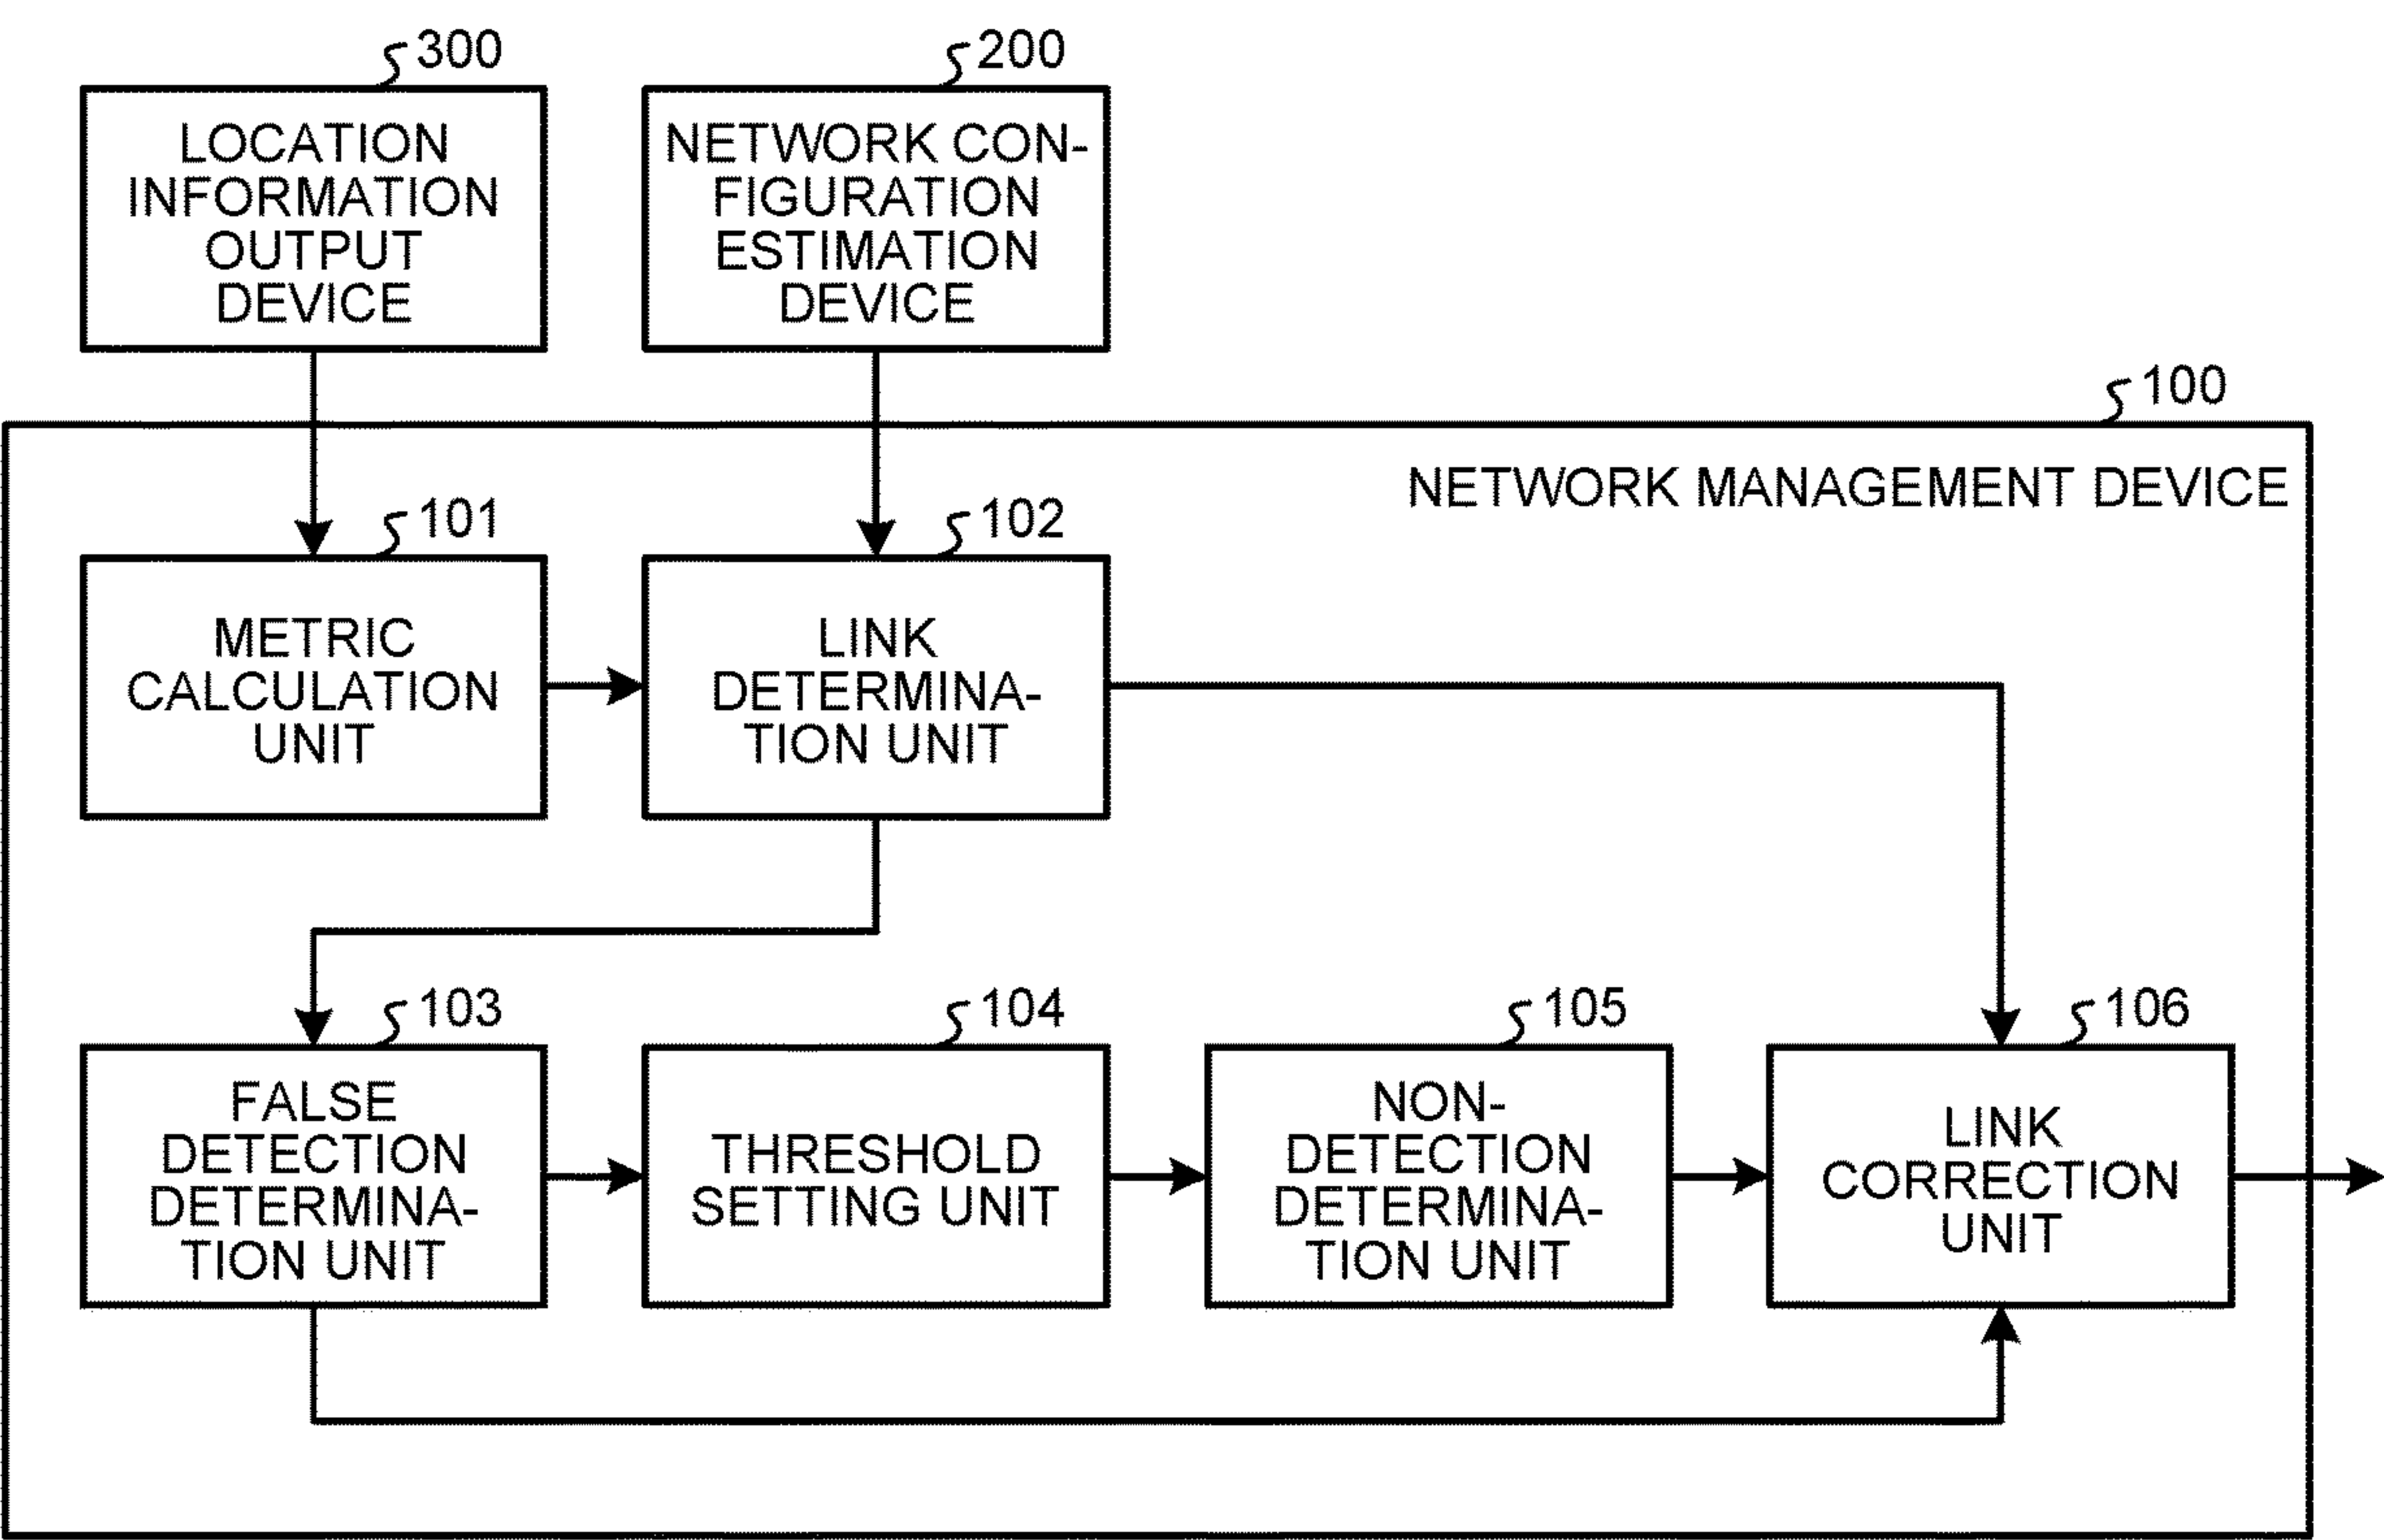 300
LOCATION
INFORMATION
OUTPUT
DEVICE
200
NETWORK CON-
FIGURATION
ESTIMATION
DEVICE
100
NETWORK MANAGEMENT DEVICE
101
METRIC
CALCULATION
UNIT
102
LINK
DETERMINA-
TION UNIT
103
FALSE
DETECTION
DETERMINA-
TION UNIT
104
THRESHOLD
SETTING UNIT
105
NON-
DETECTION
DETERMINA-
TION UNIT
106
LINK
CORRECTION
UNIT